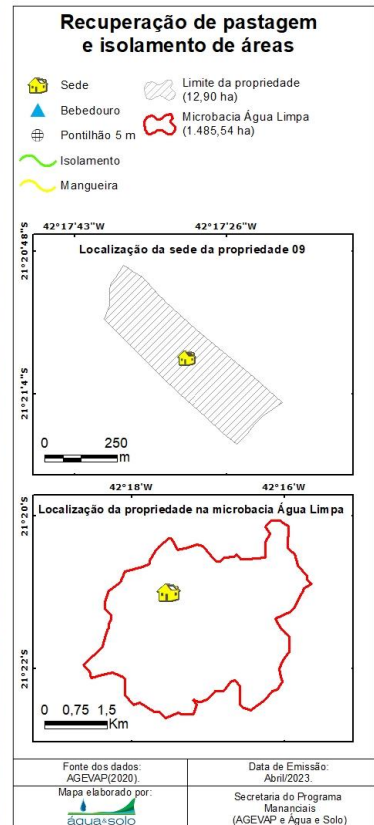 Recuperação de pastagem
e isolamento de áreas
Sede
Bebedouro
Pontilhão 5 m
Isolamento
Mangueira
Limite da propriedade
(12,90 ha)
Microbacia Água Limpa
(1.485,54 ha)
42°17'43"W 42°17'26"W
21°20'48"S
Localização da sede da propriedade 09
21°21'4"S
0 250
m
42°18'W 42°16'W
21°20'S
Localização da propriedade na microbacia Água Limpa
21°22'S
0 0,75 1,5
Km
Fonte dos dados:
AGEVAP(2020).
Data de Emissão:
Abril/2023.
Mapa elaborado por:
água&solo
Secretaria do Programa
Mananciais
(AGEVAP e Água e Solo)